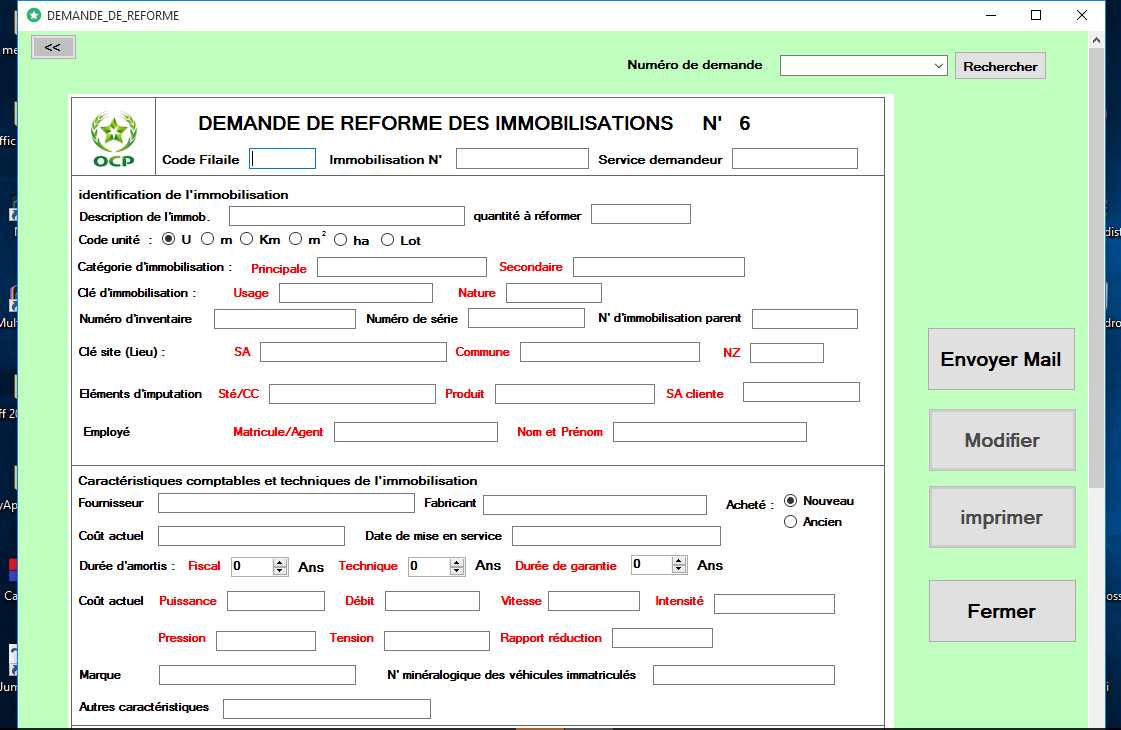 DEMANDE_DE_REFORME
<<
Numéro de demande Rechercher
DEMANDE DE REFORME DES IMMOBILISATIONS N' 6
OCP
Code Filaile Immobilisation N' Service demandeur
identification de l'immobilisation
Description de l'immob. quantité à réformer
Code unité : U m Km m² ha Lot
Catégorie d'immobilisation : Principale Secondaire
Clé d'immobilisation : Usage Nature
Numéro d'inventaire Numéro de série N' d'immobilisation parent
Clé site (Lieu) : SA Commune NZ
Envoyer Mail
Eléments d'imputation Sté/CC Produit SA cliente
Employé Matricule/Agent Nom et Prénom
Modifier
Caractéristiques comptables et techniques de l'immobilisation
Fournisseur Fabricant Acheté : Nouveau
Ancien
imprimer
Coût actuel Date de mise en service
Durée d'amortis : Fiscal 0 Ans Technique 0 Ans Durée de garantie 0 Ans
Coût actuel Puissance Débit Vitesse Intensité
Fermer
Pression Tension Rapport réduction
Marque N' minéralogique des véhicules immatriculés
Autres caractéristiques